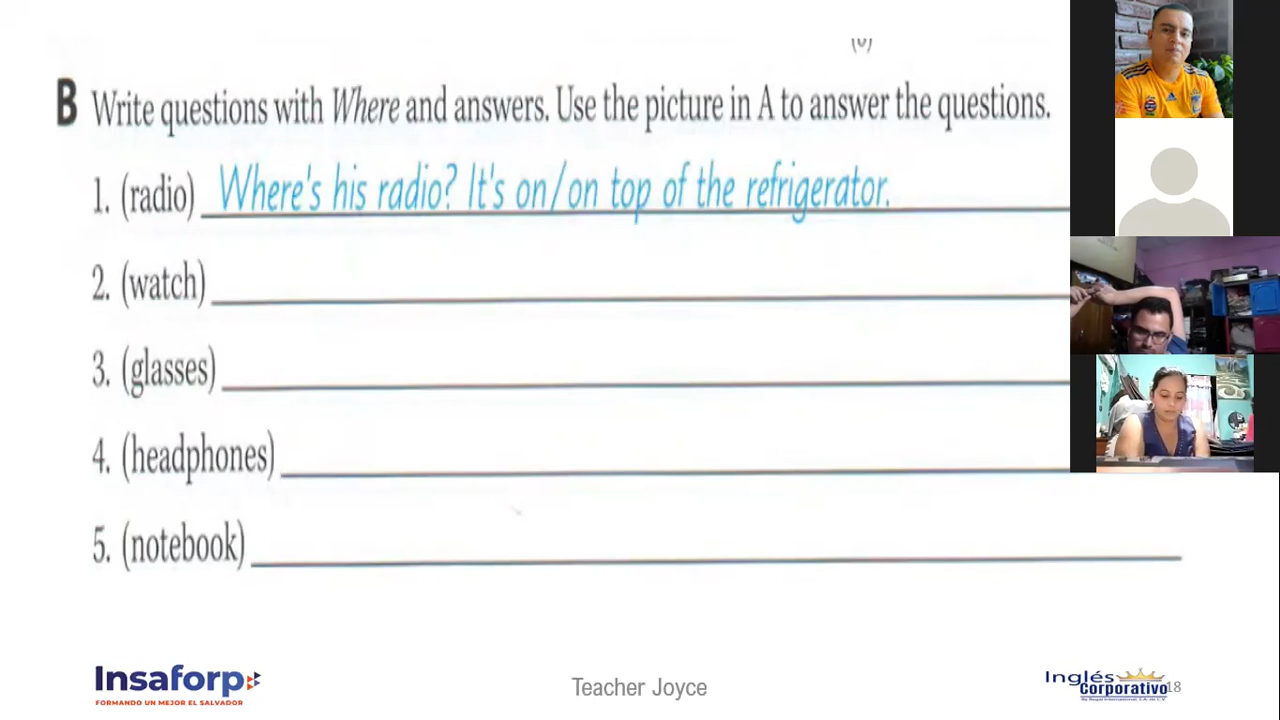 (6)
B Write questions with Where and answers. Use the picture in A to answer the questions.
1. (radio) Where's his radio? It's on/on top of the refrigerator.
2. (watch)
3. (glasses)
4. (headphones)
5. (notebook)
Insaforp
FORMANDO UN MEJOR EL SALVADOR
Teacher Joyce
Inglés
Corporativo
18